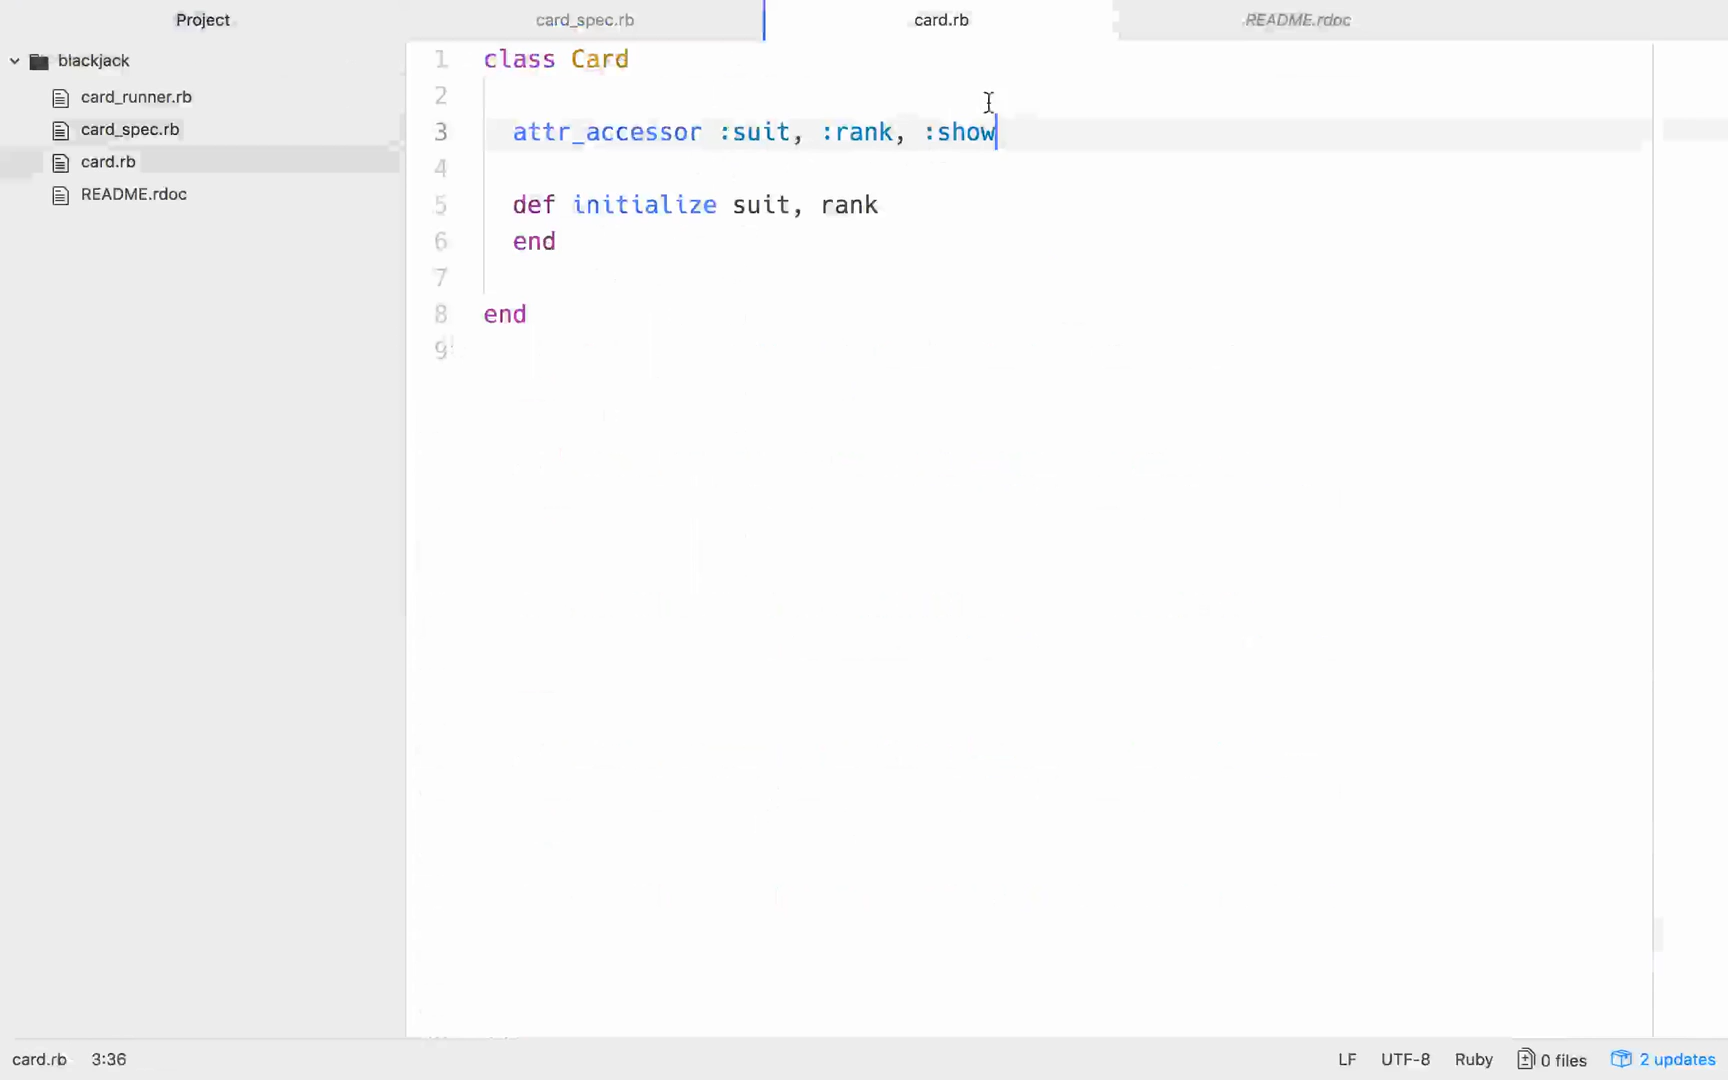 Project
blackjack
card_runner.rb
card_spec.rb
card.rb
README.rdoc
card_spec.rb card.rb README.rdoc
1 class Card
2
3 attr_accessor :suit, :rank, :show
4
5 def initialize suit, rank
6 end
7
8 end
9
card.rb 3:36 LF UTF-8 Ruby 0 files 2 updates